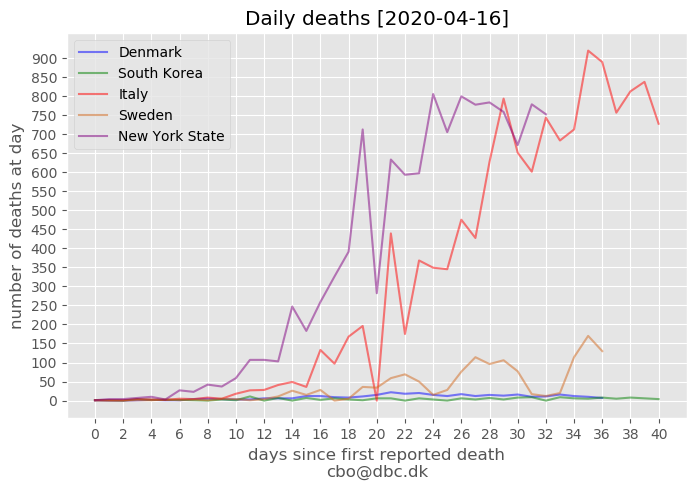 Daily deaths [2020-04-16]
Denmark
South Korea
Italy
Sweden
New York State
number of deaths at day
900
850
800
750
700
650
600
550
500
450
400
350
300
250
200
150
100
50
0
0 2 4 6 8 10 12 14 16 18 20 22 24 26 28 30 32 34 36 38 40
days since first reported death
cbo@dbc.dk